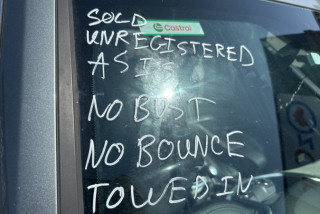 SOLD
Castrol
UNREGISTERED
AS IS
NO BUST
NO BOUNCE
TOWED IN